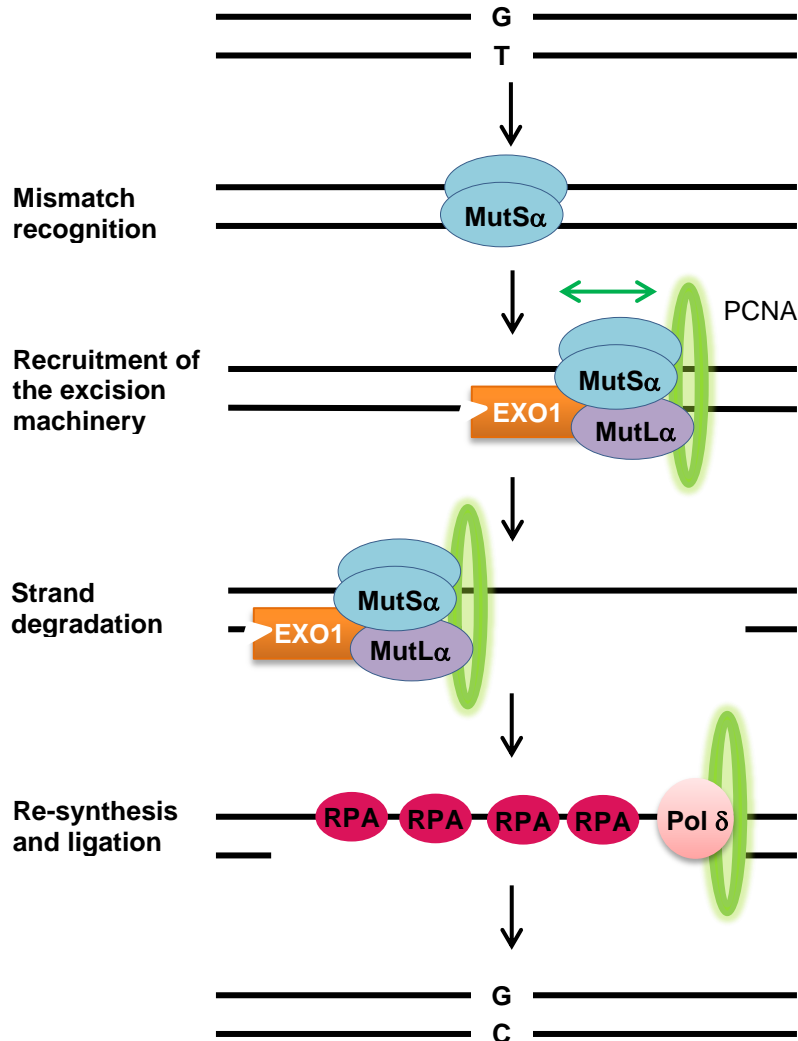 G
T
Mismatch
recognition
MutSα
PCNA
Recruitment of
the excision
machinery
MutSα
EXO1
MutLα
Strand
degradation
MutSα
EXO1
MutLα
Re-synthesis
and ligation
RPA RPA RPA RPA Pol δ
G
C